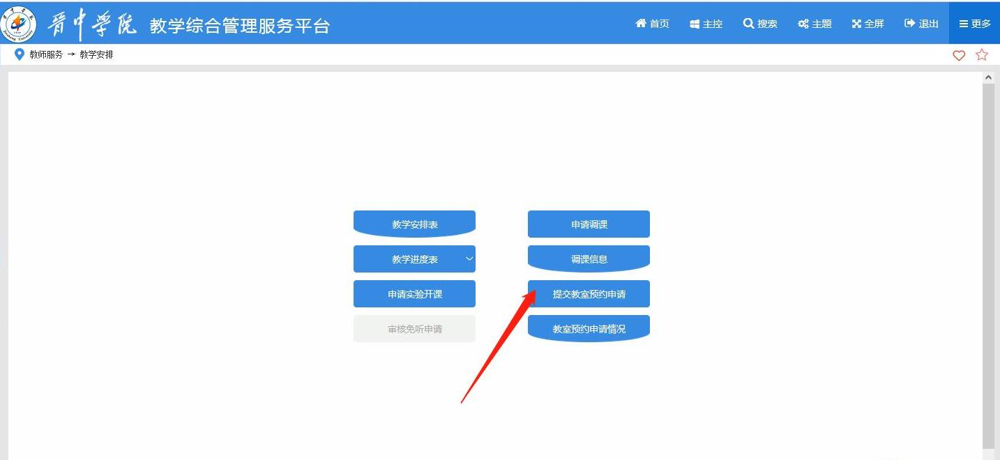 晋中学院 教学综合管理服务平台 首页 主控 搜索 主题 全屏 退出 更多
教师服务 → 教学安排
教学安排表 申请调课
教学进度表 调课信息
申请实验开课 提交教室预约申请
审核免听申请 教室预约申请情况